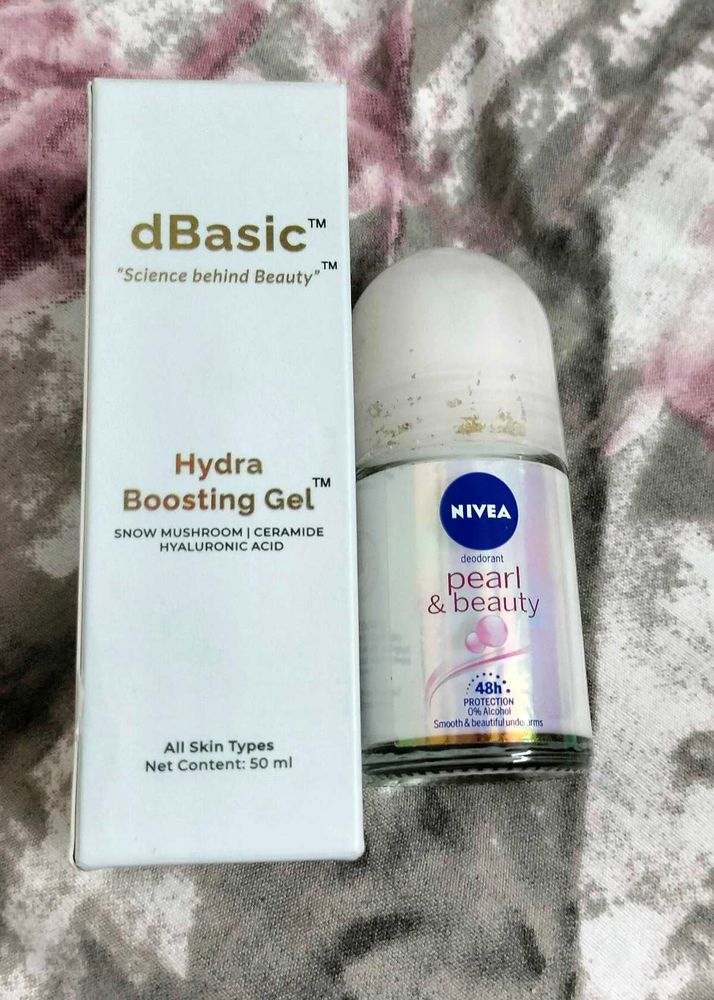 dBasic™
"Science behind Beauty"™
Hydra
Boosting Gel™
SNOW MUSHROOM | CERAMIDE
HYALURONIC ACID
All Skin Types
Net Content: 50 ml
NIVEA
deodorant
pearl
& beauty
48h
PROTECTION
0% Alcohol
Smooth & beautiful underarms